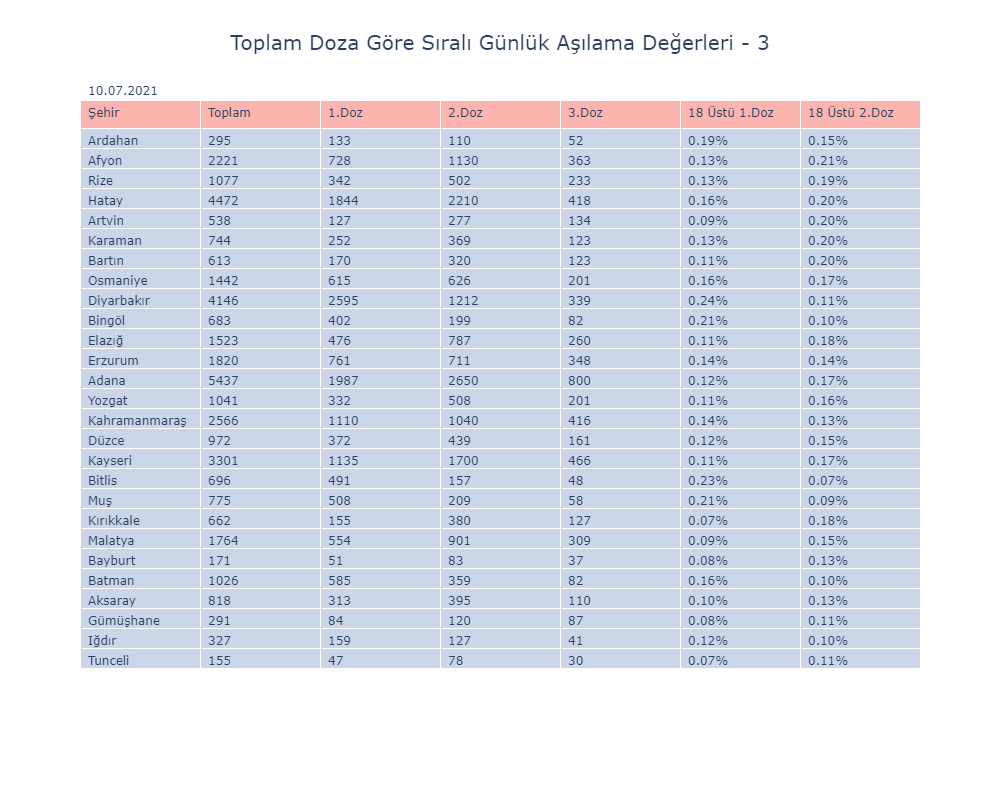 Toplam Doza Göre Sıralı Günlük Aşılama Değerleri - 3
10.07.2021
Şehir Toplam 1.Doz 2.Doz 3.Doz 18 Üstü 1.Doz 18 Üstü 2.Doz
Ardahan 295 133 110 52 0.19% 0.15%
Afyon 2221 728 1130 363 0.13% 0.21%
Rize 1077 342 502 233 0.13% 0.19%
Hatay 4472 1844 2210 418 0.16% 0.20%
Artvin 538 127 277 134 0.09% 0.20%
Karaman 744 252 369 123 0.13% 0.20%
Bartın 613 170 320 123 0.11% 0.20%
Osmaniye 1442 615 626 201 0.16% 0.17%
Diyarbakır 4146 2595 1212 339 0.24% 0.11%
Bingöl 683 402 199 82 0.21% 0.10%
Elazığ 1523 476 787 260 0.11% 0.18%
Erzurum 1820 761 711 348 0.14% 0.14%
Adana 5437 1987 2650 800 0.12% 0.17%
Yozgat 1041 332 508 201 0.11% 0.16%
Kahramanmaraş 2566 1110 1040 416 0.14% 0.13%
Düzce 972 372 439 161 0.12% 0.15%
Kayseri 3301 1135 1700 466 0.11% 0.17%
Bitlis 696 491 157 48 0.23% 0.07%
Muş 775 508 209 58 0.21% 0.09%
Kırıkkale 662 155 380 127 0.07% 0.18%
Malatya 1764 554 901 309 0.09% 0.15%
Bayburt 171 51 83 37 0.08% 0.13%
Batman 1026 585 359 82 0.16% 0.10%
Aksaray 818 313 395 110 0.10% 0.13%
Gümüşhane 291 84 120 87 0.08% 0.11%
Iğdır 327 159 127 41 0.12% 0.10%
Tunceli 155 47 78 30 0.07% 0.11%